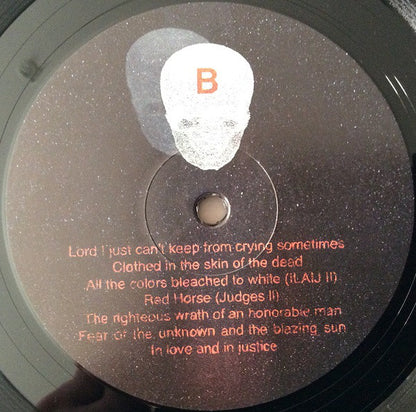 B
Lord I just can't keep from crying sometimes
Clothed in the skin of the dead
All the colors bleached to white (ILAIJ II)
Red Horse (Judges II)
The righteous wrath of an honorable man
Fear of the unknown and the blazing sun
In love and in justice